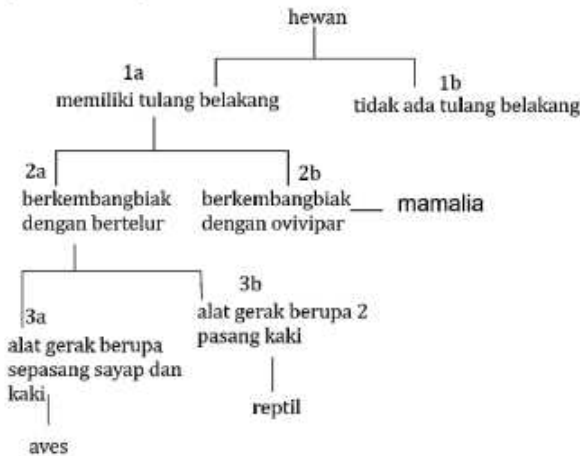 hewan
1a
memiliki tulang belakang
1b
tidak ada tulang belakang
2a
berkembangbiak
dengan bertelur
2b
berkembangbiak
dengan ovivipar
mamalia
3a
alat gerak berupa
sepasang sayap dan
kaki
3b
alat gerak berupa 2
pasang kaki
reptil
aves